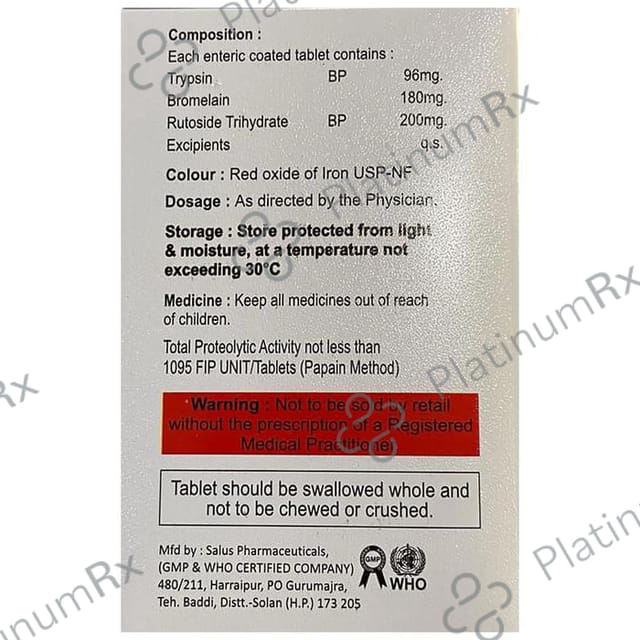 PlatinumRx
Composition :
Each enteric coated tablet contains :
Trypsin BP 96mg.
Bromelain 180mg.
Rutoside Trihydrate BP 200mg.
Excipients q.s.
Colour : Red oxide of Iron USP-NF
Dosage : As directed by the Physician.
Storage : Store protected from light
& moisture, at a temperature not
exceeding 30°C
Medicine : Keep all medicines out of reach
of children.
Total Proteolytic Activity not less than
1095 FIP UNIT/Tablets (Papain Method)
Warning : Not to be sold by retail
without the prescription of a Registered
Medical Practitioner
Tablet should be swallowed whole and
not to be chewed or crushed.
Mfd by : Salus Pharmaceuticals,
(GMP & WHO CERTIFIED COMPANY)
480/211, Harraipur, PO Gurumajra,
Teh. Baddi, Distt.-Solan (H.P.) 173 205
GMP
WHO
PlatinumRx
PlatinumRx
PlatinumRx
Rx
PlatinumRx
Platin